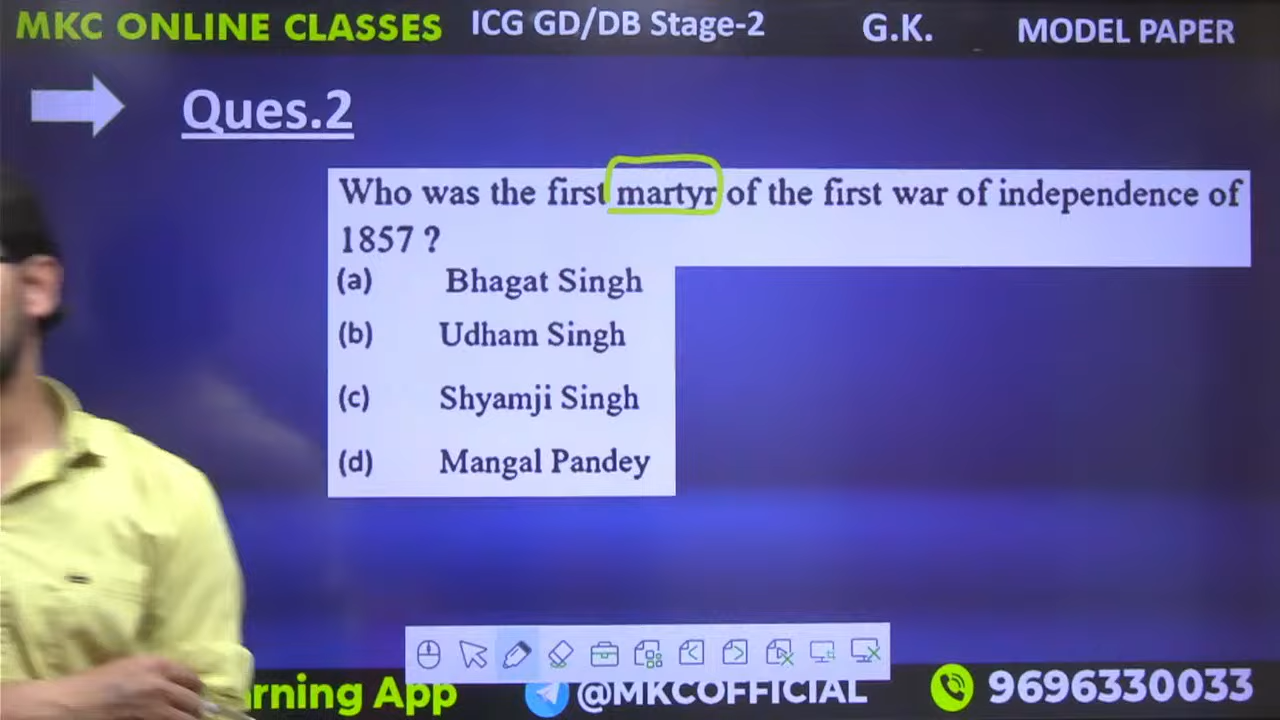 MKC ONLINE CLASSES ICG GD/DB Stage-2 G.K. MODEL PAPER
Ques.2
Who was the first martyr of the first war of independence of
1857 ?
(a) Bhagat Singh
(b) Udham Singh
(c) Shyamji Singh
(d) Mangal Pandey
arning App @MKCOFFICIAL 9696330033